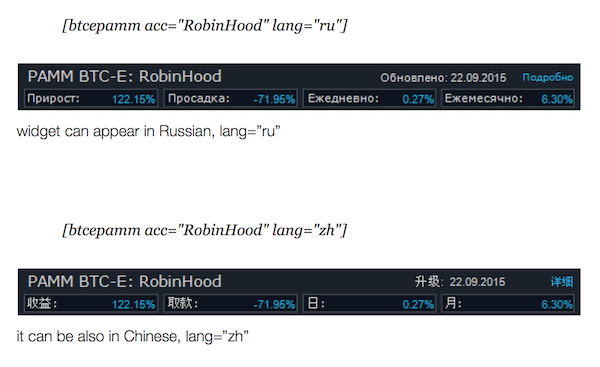 [btcepamm acc="RobinHood" lang="ru"]
PAMM BTC-E: RobinHood Обновлено: 22.09.2015 Подробно
Прирост: 122.15% Просадка: -71.95% Ежедневно: 0.27% Ежемесячно: 6.30%
widget can appear in Russian, lang=”ru”
[btcepamm acc="RobinHood" lang="zh"]
PAMM BTC-E: RobinHood 升级: 22.09.2015 详细
收益: 122.15% 取款: -71.95% 日: 0.27% 月: 6.30%
it can be also in Chinese, lang=”zh”